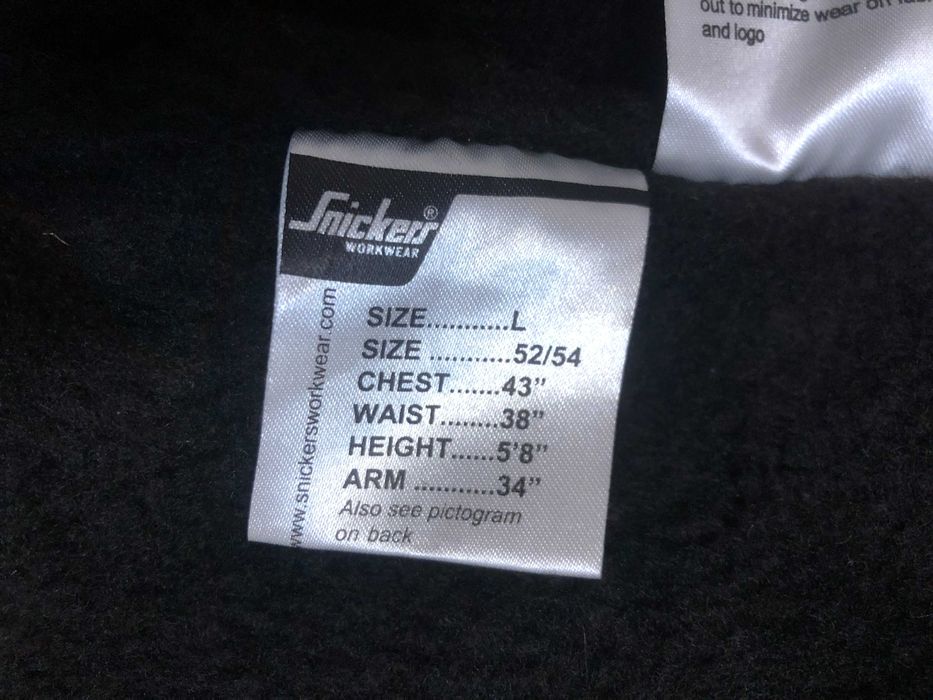 out to minimize wear on
and logo
Snickers®
WORKWEAR
www.snickersworkwear.com
SIZE...........L
SIZE ...........52/54
CHEST.......43”
WAIST........38”
HEIGHT......5'8”
ARM ...........34”
Also see pictogram
on back